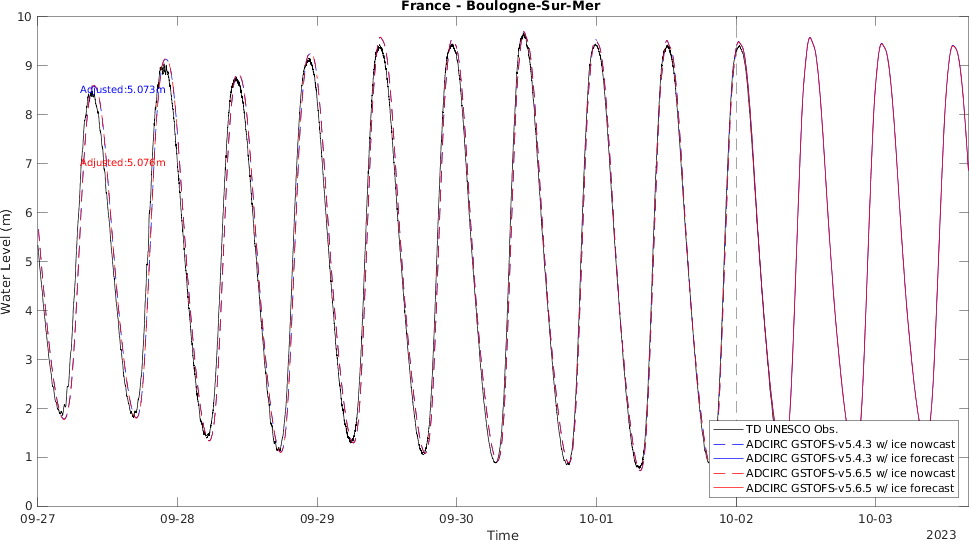 France - Boulogne-Sur-Mer
10
9
8
7
6
5
4
3
2
1
0
Water Level (m)
Adjusted:5.073m
Adjusted:5.076m
TD UNESCO Obs.
ADCIRC GSTOFS-v5.4.3 w/ ice nowcast
ADCIRC GSTOFS-v5.4.3 w/ ice forecast
ADCIRC GSTOFS-v5.6.5 w/ ice nowcast
ADCIRC GSTOFS-v5.6.5 w/ ice forecast
09-27 09-28 09-29 09-30 10-01 10-02 10-03
Time
2023